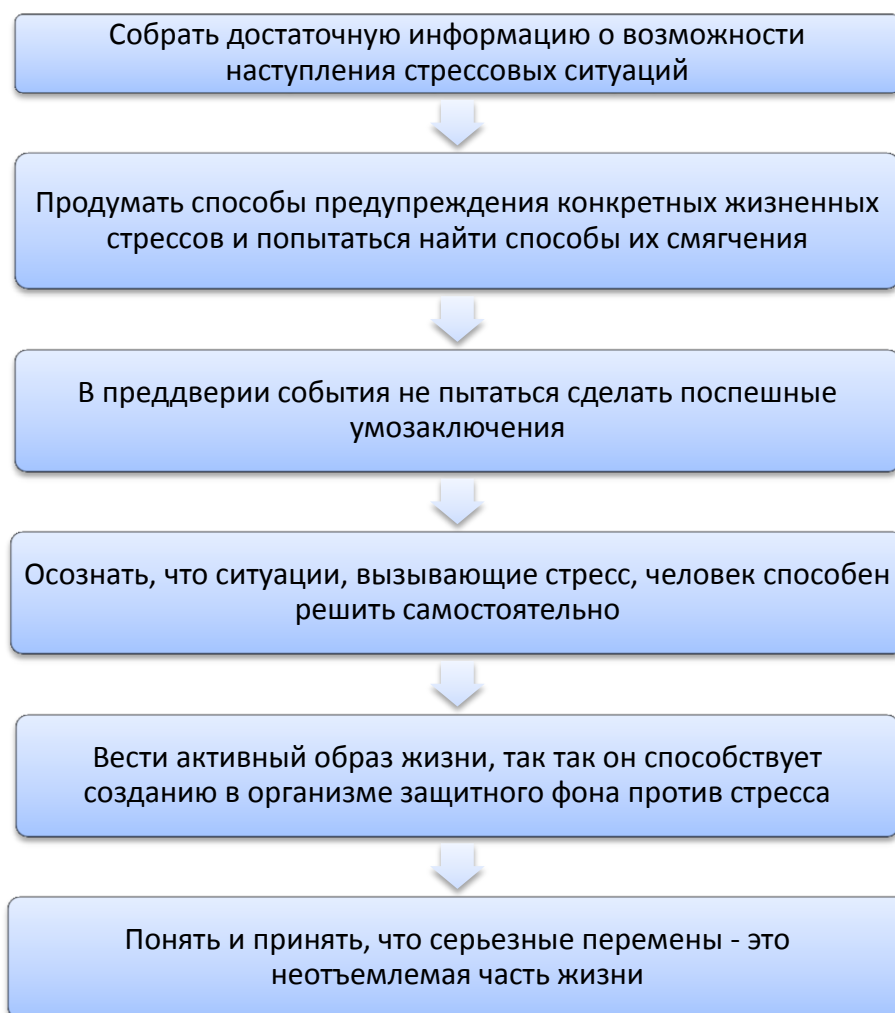 Собрать достаточную информацию о возможности
наступления стрессовых ситуаций
Продумать способы предупреждения конкретных жизненных
стрессов и попытаться найти способы их смягчения
В преддверии события не пытаться сделать поспешные
умозаключения
Осознать, что ситуации, вызывающие стресс, человек способен
решить самостоятельно
Вести активный образ жизни, так так он способствует
созданию в организме защитного фона против стресса
Понять и принять, что серьезные перемены - это
неотъемлемая часть жизни